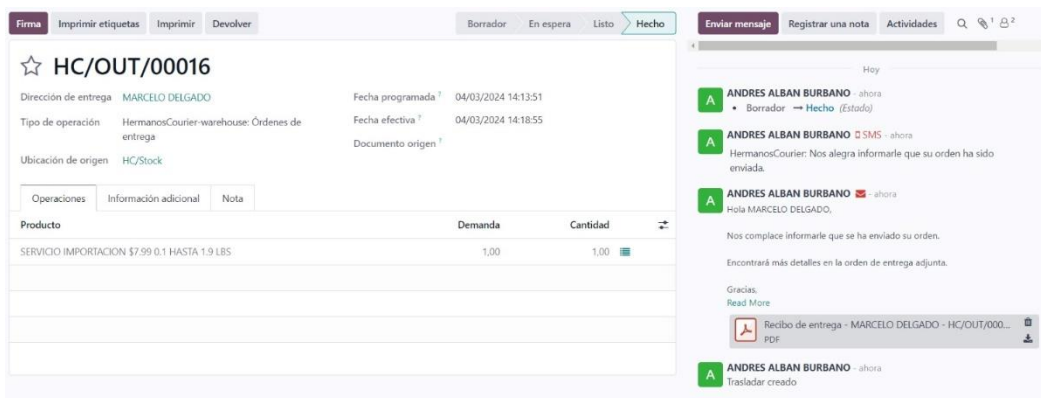 Firma Imprimir etiquetas Imprimir Devolver Borrador En espera Listo Hecho
HC/OUT/00016
Dirección de entrega MARCELO DELGADO Fecha programada ? 04/03/2024 14:13:51
Tipo de operación HermanosCourier-warehouse: Órdenes de Fecha efectiva ? 04/03/2024 14:18:55
entrega
Documento origen ?
Ubicación de origen HC/Stock
Operaciones Información adicional Nota
Producto Demanda Cantidad
SERVICIO IMPORTACION $7.99 0.1 HASTA 1.9 LBS 1,00 1,00
Enviar mensaje Registrar una nota Actividades 1 2
Hoy
A ANDRES ALBAN BURBANO - ahora
• Borrador → Hecho (Estado)
A ANDRES ALBAN BURBANO SMS - ahora
HermanosCourier: Nos alegra informarle que su orden ha sido
enviada.
A ANDRES ALBAN BURBANO - ahora
Hola MARCELO DELGADO,
Nos complace informarle que se ha enviado su orden.
Encontrará más detalles en la orden de entrega adjunta.
Gracias,
Read More
Recibo de entrega - MARCELO DELGADO - HC/OUT/000...
PDF
A ANDRES ALBAN BURBANO - ahora
Trasladar creado